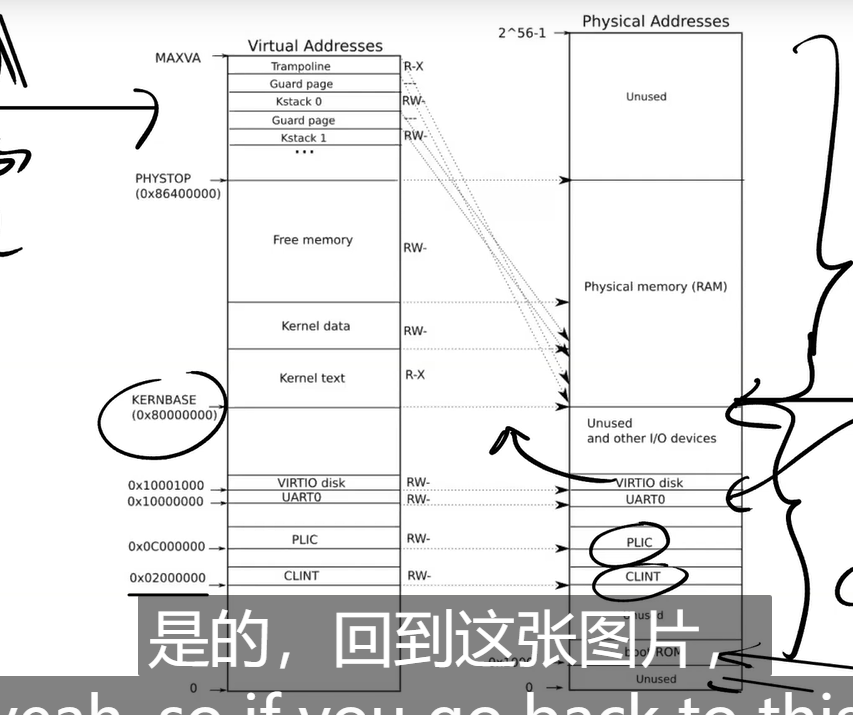 Physical Addresses
2^56-1
Virtual Addresses
MAXVA
Trampoline
R-X
Guard page
---
Unused
Kstack 0
RW-
Guard page
---
Kstack 1
RW-
...
PHYSTOP
(0x86400000)
Free memory
RW-
Physical memory (RAM)
Kernel data
RW-
Kernel text
R-X
KERNBASE
(0x80000000)
Unused
and other I/O devices
0x10001000
VIRTIO disk
RW-
VIRTIO disk
0x10000000
UART0
RW-
UART0
0x0C000000
PLIC
RW-
PLIC
0x02000000
CLINT
RW-
CLINT
Unused
是的，回到这张图片，
boot ROM
0x1000
Unused
0
0
yeah, so if you go back to this